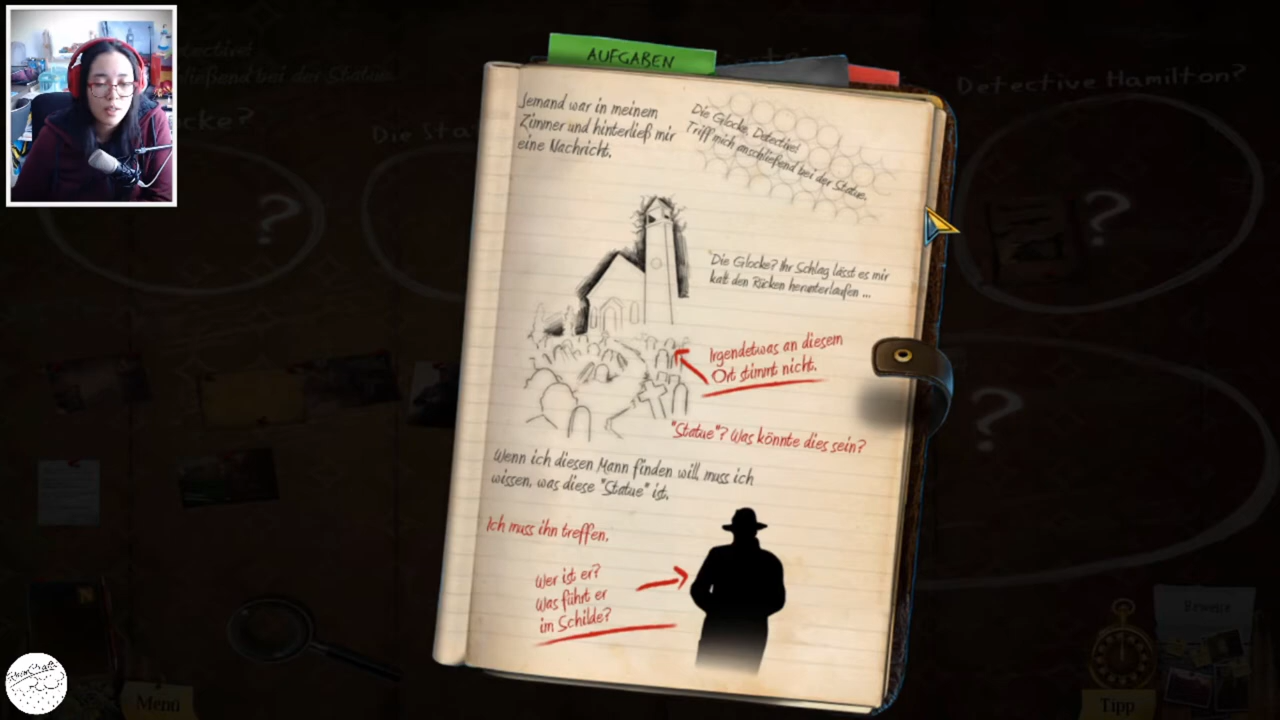 AUFGABEN
Detective Hamilton?
Jemand war in meinem
Zimmer und hinterließ mir
eine Nachricht.
Die Glocke, Detective!
Triff mich anschließend bei der Statue.
"Die Glocke? Ihr Schlag lässt es mir
kalt den Rücken herunterlaufen ...
Irgendetwas an diesem
Ort stimmt nicht.
"Statue"? Was könnte dies sein?
Wenn ich diesen Mann finden will, muss ich
wissen, was diese "Statue" ist.
Ich muss ihn treffen.
Wer ist er?
Was führt er
im Schilde?
Menü
Beweise
Tipp